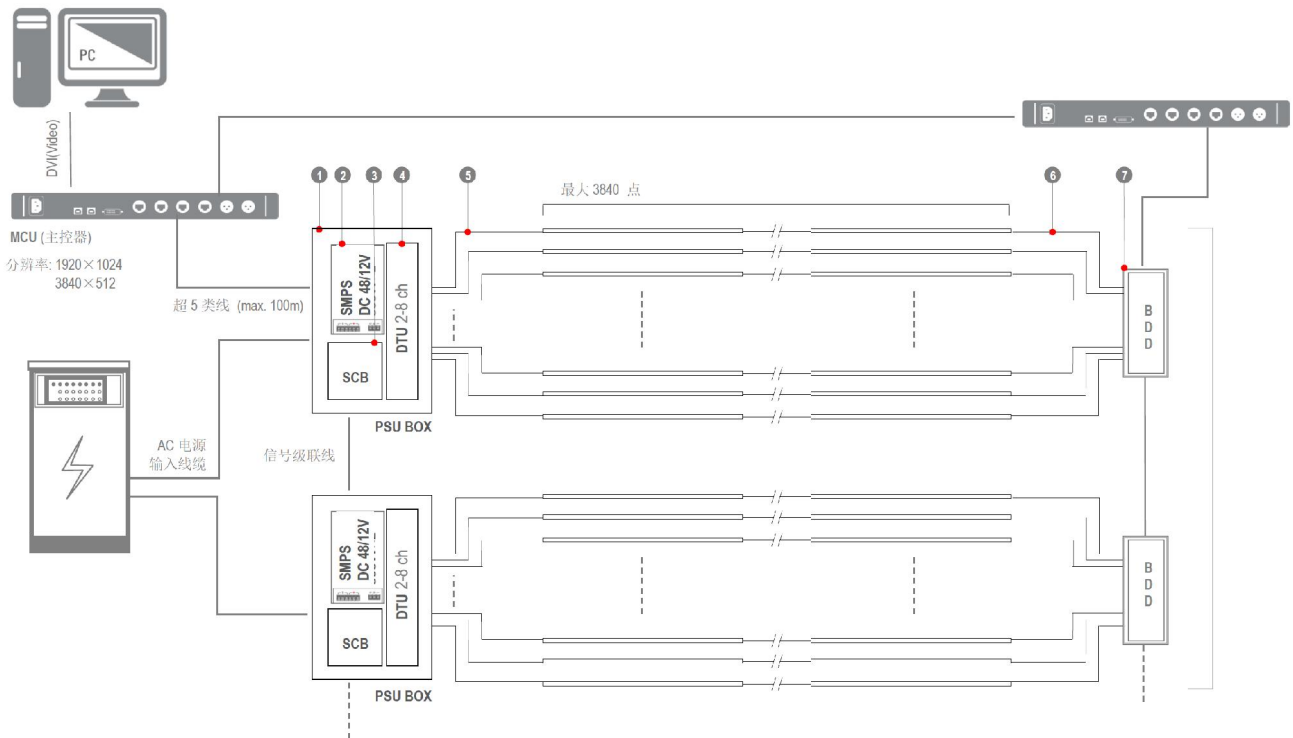 PC
DVI(Video)
MCU (主控器)
分辨率: 1920×1024
3840×512
超 5 类线 (max. 100m)
AC 电源
输入线缆
信号级联线
1
2
3
4
5
6
7
最大 3840 点
SMPS
DC 48/12V
DTU 2-8 ch
SCB
PSU BOX
BDD
SMPS
DC 48/12V
DTU 2-8 ch
SCB
PSU BOX
BDD